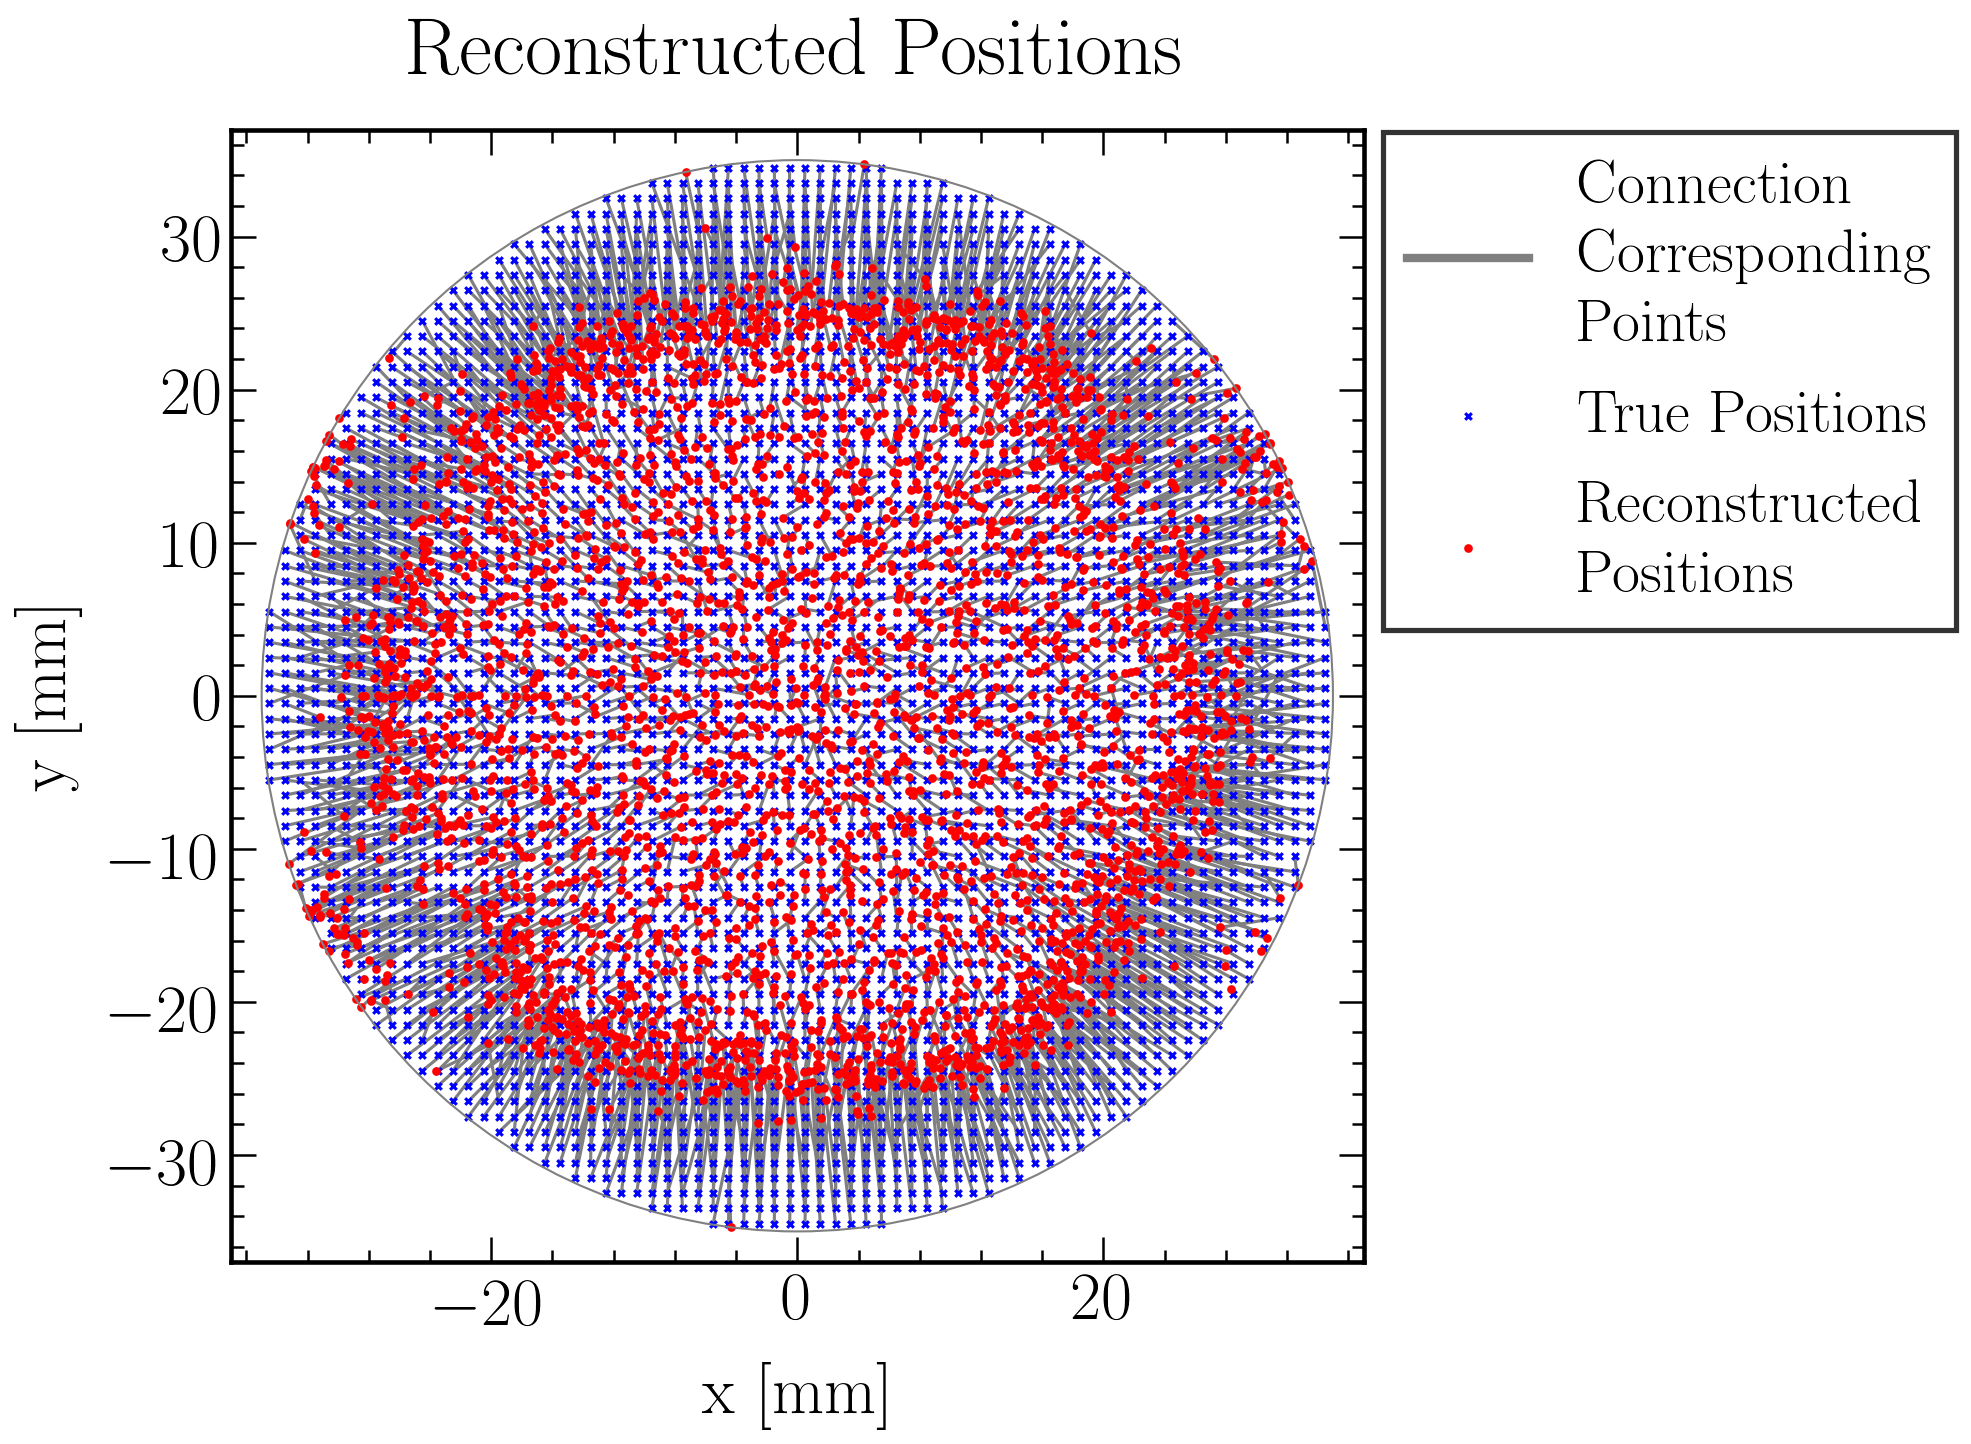 Reconstructed Positions
Connection
Corresponding
Points
True Positions
Reconstructed
Positions
30
20
10
0
−10
−20
−30
y [mm]
−20 0 20
x [mm]